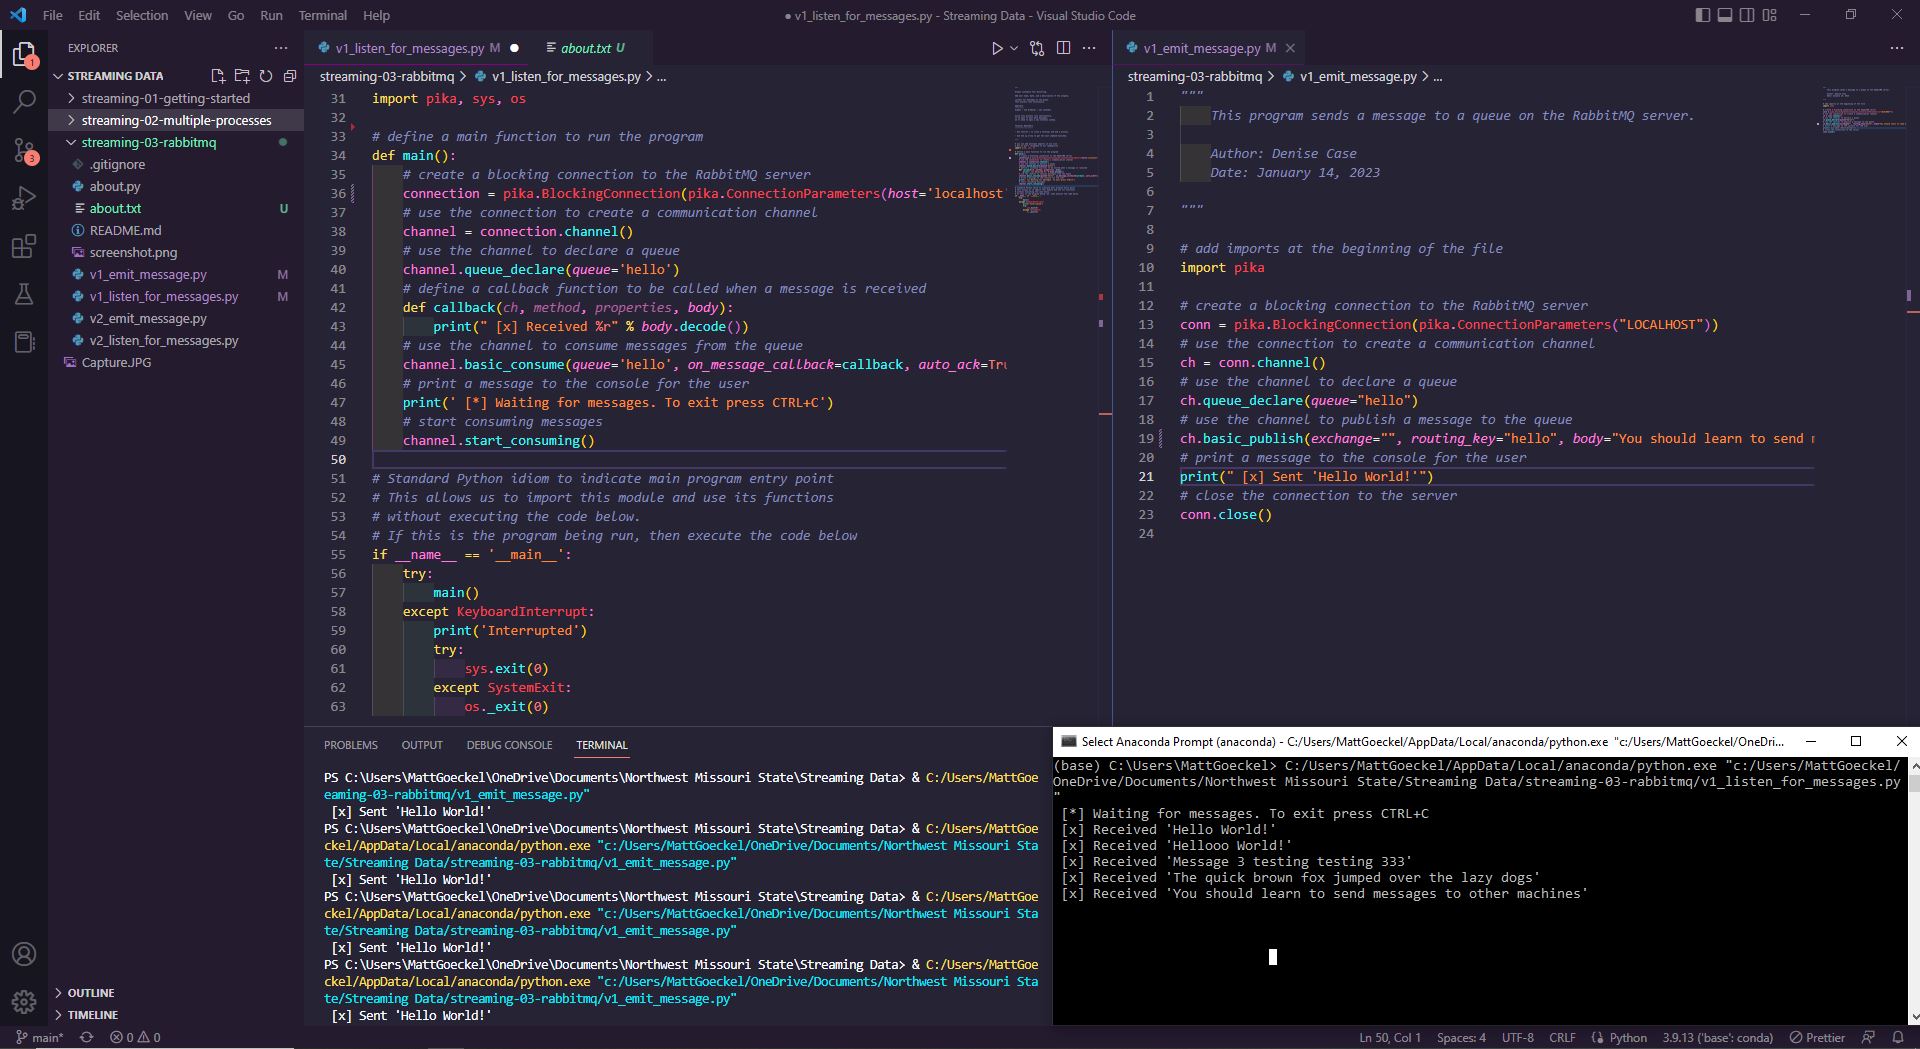 File Edit Selection View Go Run Terminal Help
● v1_listen_for_messages.py - Streaming Data - Visual Studio Code
EXPLORER
STREAMING DATA
streaming-01-getting-started
streaming-02-multiple-processes
streaming-03-rabbitmq
.gitignore
about.py
about.txt U
README.md
screenshot.png
v1_emit_message.py M
v1_listen_for_messages.py M
v2_emit_message.py
v2_listen_for_messages.py
Capture.JPG
OUTLINE
TIMELINE
1
3
v1_listen_for_messages.py M ●
about.txt U
streaming-03-rabbitmq > v1_listen_for_messages.py > ...
31 import pika, sys, os
32
33 # define a main function to run the program
34 def main():
35 # create a blocking connection to the RabbitMQ server
36 connection = pika.BlockingConnection(pika.ConnectionParameters(host='localhost'
37 # use the connection to create a communication channel
38 channel = connection.channel()
39 # use the channel to declare a queue
40 channel.queue_declare(queue='hello')
41 # define a callback function to be called when a message is received
42 def callback(ch, method, properties, body):
43 print(" [x] Received %r" % body.decode())
44 # use the channel to consume messages from the queue
45 channel.basic_consume(queue='hello', on_message_callback=callback, auto_ack=Tru
46 # print a message to the console for the user
47 print(' [*] Waiting for messages. To exit press CTRL+C')
48 # start consuming messages
49 channel.start_consuming()
50
51 # Standard Python idiom to indicate main program entry point
52 # This allows us to import this module and use its functions
53 # without executing the code below.
54 # If this is the program being run, then execute the code below
55 if __name__ == '__main__':
56 try:
57 main()
58 except KeyboardInterrupt:
59 print('Interrupted')
60 try:
61 sys.exit(0)
62 except SystemExit:
63 os._exit(0)
v1_emit_message.py M
streaming-03-rabbitmq > v1_emit_message.py > ...
1 """
2 This program sends a message to a queue on the RabbitMQ server.
3
4 Author: Denise Case
5 Date: January 14, 2023
6
7 """
8
9 # add imports at the beginning of the file
10 import pika
11
12 # create a blocking connection to the RabbitMQ server
13 conn = pika.BlockingConnection(pika.ConnectionParameters("LOCALHOST"))
14 # use the connection to create a communication channel
15 ch = conn.channel()
16 # use the channel to declare a queue
17 ch.queue_declare(queue="hello")
18 # use the channel to publish a message to the queue
19 ch.basic_publish(exchange="", routing_key="hello", body="You should learn to send
20 # print a message to the console for the user
21 print(" [x] Sent 'Hello World!'")
22 # close the connection to the server
23 conn.close()
24
PROBLEMS OUTPUT DEBUG CONSOLE TERMINAL
PS C:\Users\MattGoeckel\OneDrive\Documents\Northwest Missouri State\Streaming Data> & C:/Users/MattGoe
eaming-03-rabbitmq/v1_emit_message.py"
[x] Sent 'Hello World!'
PS C:\Users\MattGoeckel\OneDrive\Documents\Northwest Missouri State\Streaming Data> & C:/Users/MattGoe
ckel/AppData/Local/anaconda/python.exe "c:/Users/MattGoeckel/OneDrive/Documents/Northwest Missouri Sta
te/Streaming Data/streaming-03-rabbitmq/v1_emit_message.py"
[x] Sent 'Hello World!'
PS C:\Users\MattGoeckel\OneDrive\Documents\Northwest Missouri State\Streaming Data> & C:/Users/MattGoe
ckel/AppData/Local/anaconda/python.exe "c:/Users/MattGoeckel/OneDrive/Documents/Northwest Missouri Sta
te/Streaming Data/streaming-03-rabbitmq/v1_emit_message.py"
[x] Sent 'Hello World!'
PS C:\Users\MattGoeckel\OneDrive\Documents\Northwest Missouri State\Streaming Data> & C:/Users/MattGoe
ckel/AppData/Local/anaconda/python.exe "c:/Users/MattGoeckel/OneDrive/Documents/Northwest Missouri Sta
te/Streaming Data/streaming-03-rabbitmq/v1_emit_message.py"
[x] Sent 'Hello World!'
Select Anaconda Prompt (anaconda) - C:/Users/MattGoeckel/AppData/Local/anaconda/python.exe "c:/Users/MattGoeckel/OneDri...
(base) C:\Users\MattGoeckel> C:/Users/MattGoeckel/AppData/Local/anaconda/python.exe "c:/Users/MattGoeckel/
OneDrive/Documents/Northwest Missouri State/Streaming Data/streaming-03-rabbitmq/v1_listen_for_messages.py
"
[*] Waiting for messages. To exit press CTRL+C
[x] Received 'Hello World!'
[x] Received 'Hellooo World!'
[x] Received 'Message 3 testing testing 333'
[x] Received 'The quick brown fox jumped over the lazy dogs'
[x] Received 'You should learn to send messages to other machines'
main* 0 0 Ln 50, Col 1 Spaces: 4 UTF-8 CRLF Python 3.9.13 ('base': conda) Prettier